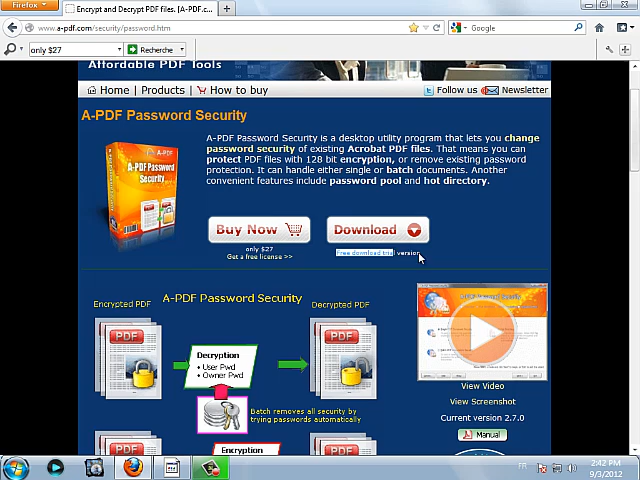 Firefox
Encrypt and Decrypt PDF files. [A-PDF.c...
www.a-pdf.com/security/password.htm
Google
only $27
Recherche
Affordable PDF Tools
Home | Products | How to buy
Follow us
Newsletter
A-PDF Password Security
A-PDF Password Security is a desktop utility program that lets you change
password security of existing Acrobat PDF files. That means you can
protect PDF files with 128 bit encryption, or remove existing password
protection. It can handle either single or batch documents. Another
convenient features include password pool and hot directory.
A-PDF
A-PDF Password
Security
Buy Now
Download
only $27
Get a free license >>
Free download trial version
A-PDF Password Security
Encrypted PDF
Decrypted PDF
PDF
PDF
Decryption
• User Pwd
• Owner Pwd
Batch removes all security by
trying passwords automatically
View Video
View Screenshot
Current version 2.7.0
Manual
PDF
PDF
Encryption
FR
2:42 PM
9/3/2012